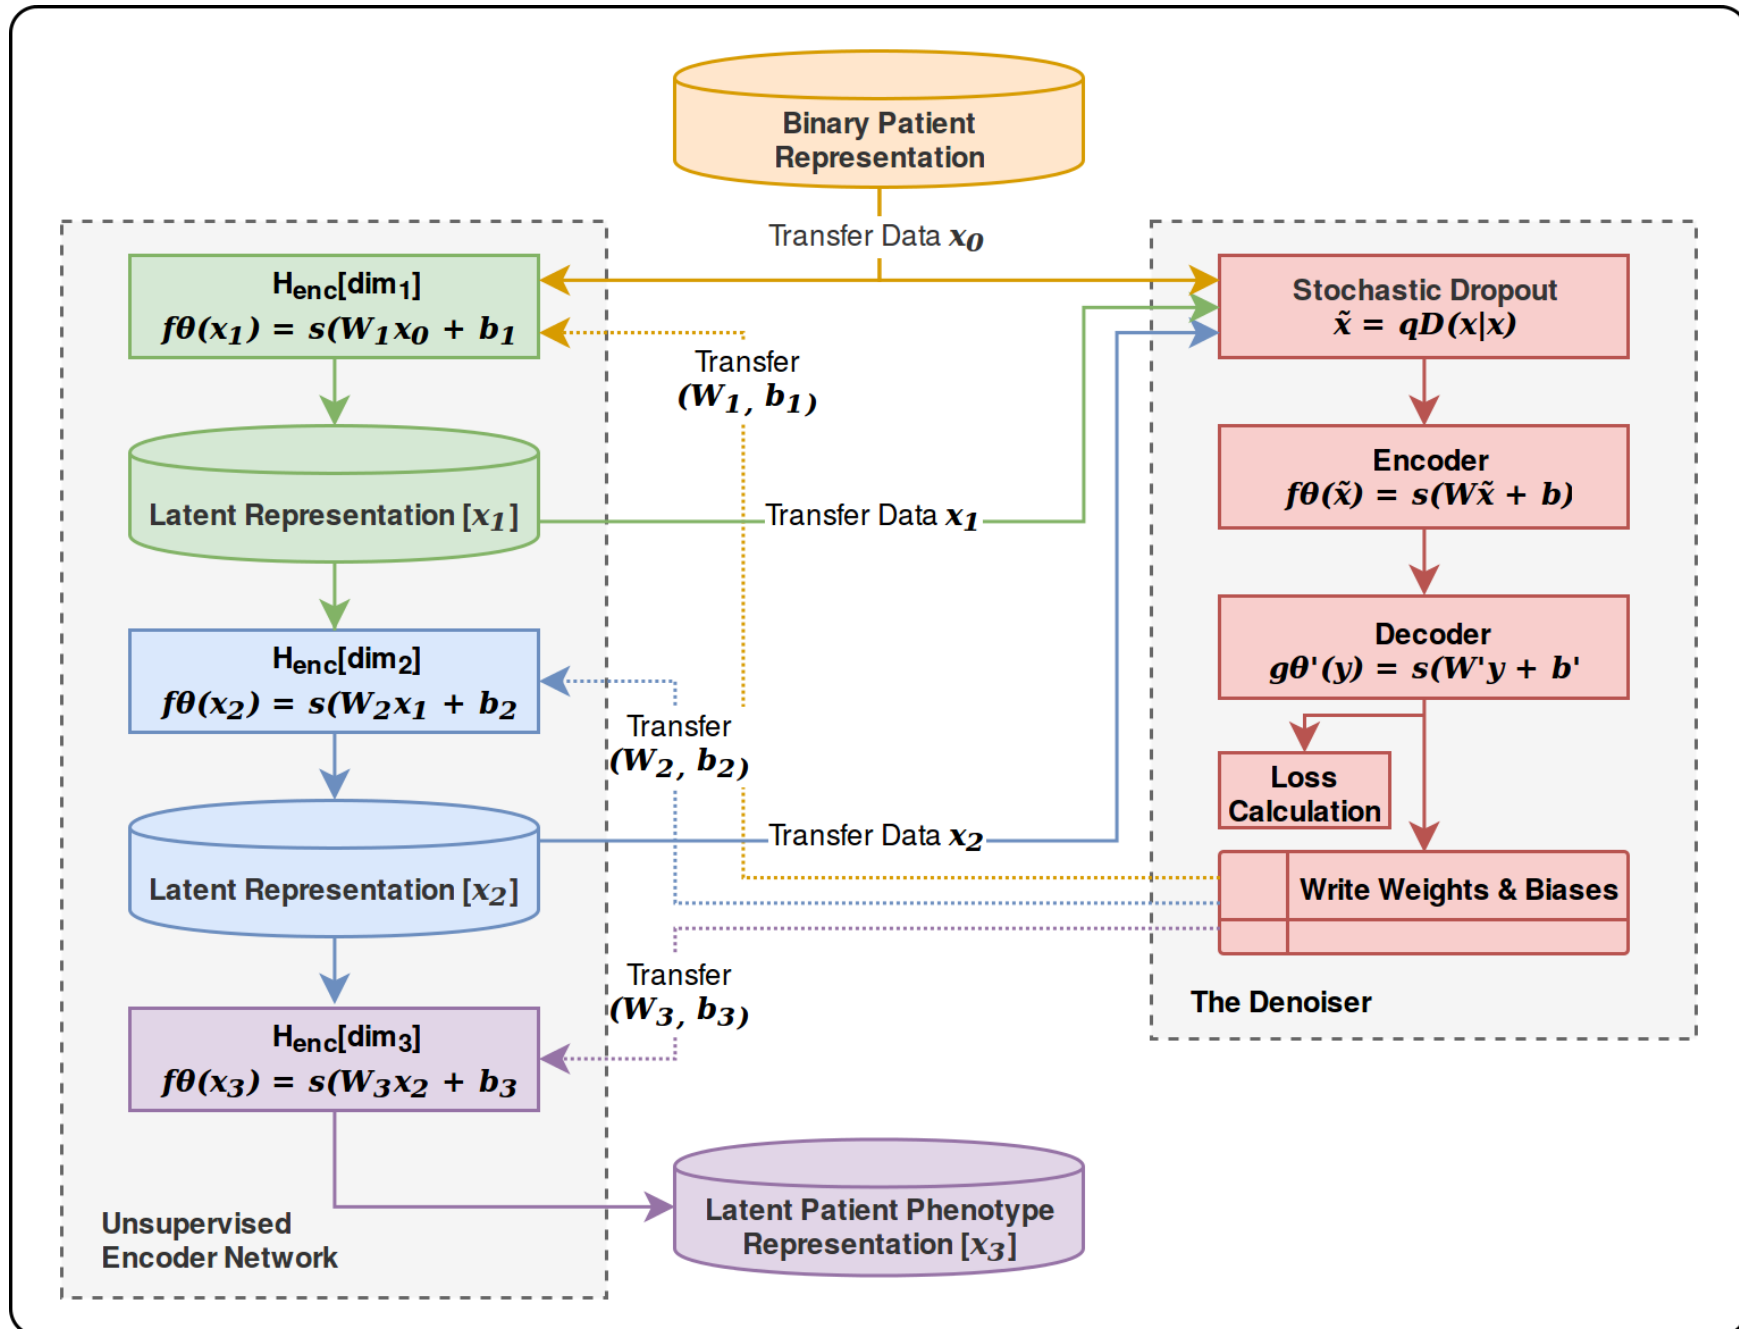 Binary Patient
Representation
Transfer Data x₀
H_enc[dim₁]
fθ(x₁) = s(W₁x₀ + b₁
Transfer
(W₁, b₁)
Latent Representation [x₁]
Transfer Data x₁
H_enc[dim₂]
fθ(x₂) = s(W₂x₁ + b₂
Transfer
(W₂, b₂)
Latent Representation [x₂]
Transfer Data x₂
H_enc[dim₃]
fθ(x₃) = s(W₃x₂ + b₃
Transfer
(W₃, b₃)
Unsupervised
Encoder Network
Latent Patient Phenotype
Representation [x₃]
Stochastic Dropout
x̃ = qD(x|x)
Encoder
fθ(x̃) = s(Wx̃ + b)
Decoder
gθ'(y) = s(W'y + b'
Loss
Calculation
Write Weights & Biases
The Denoiser